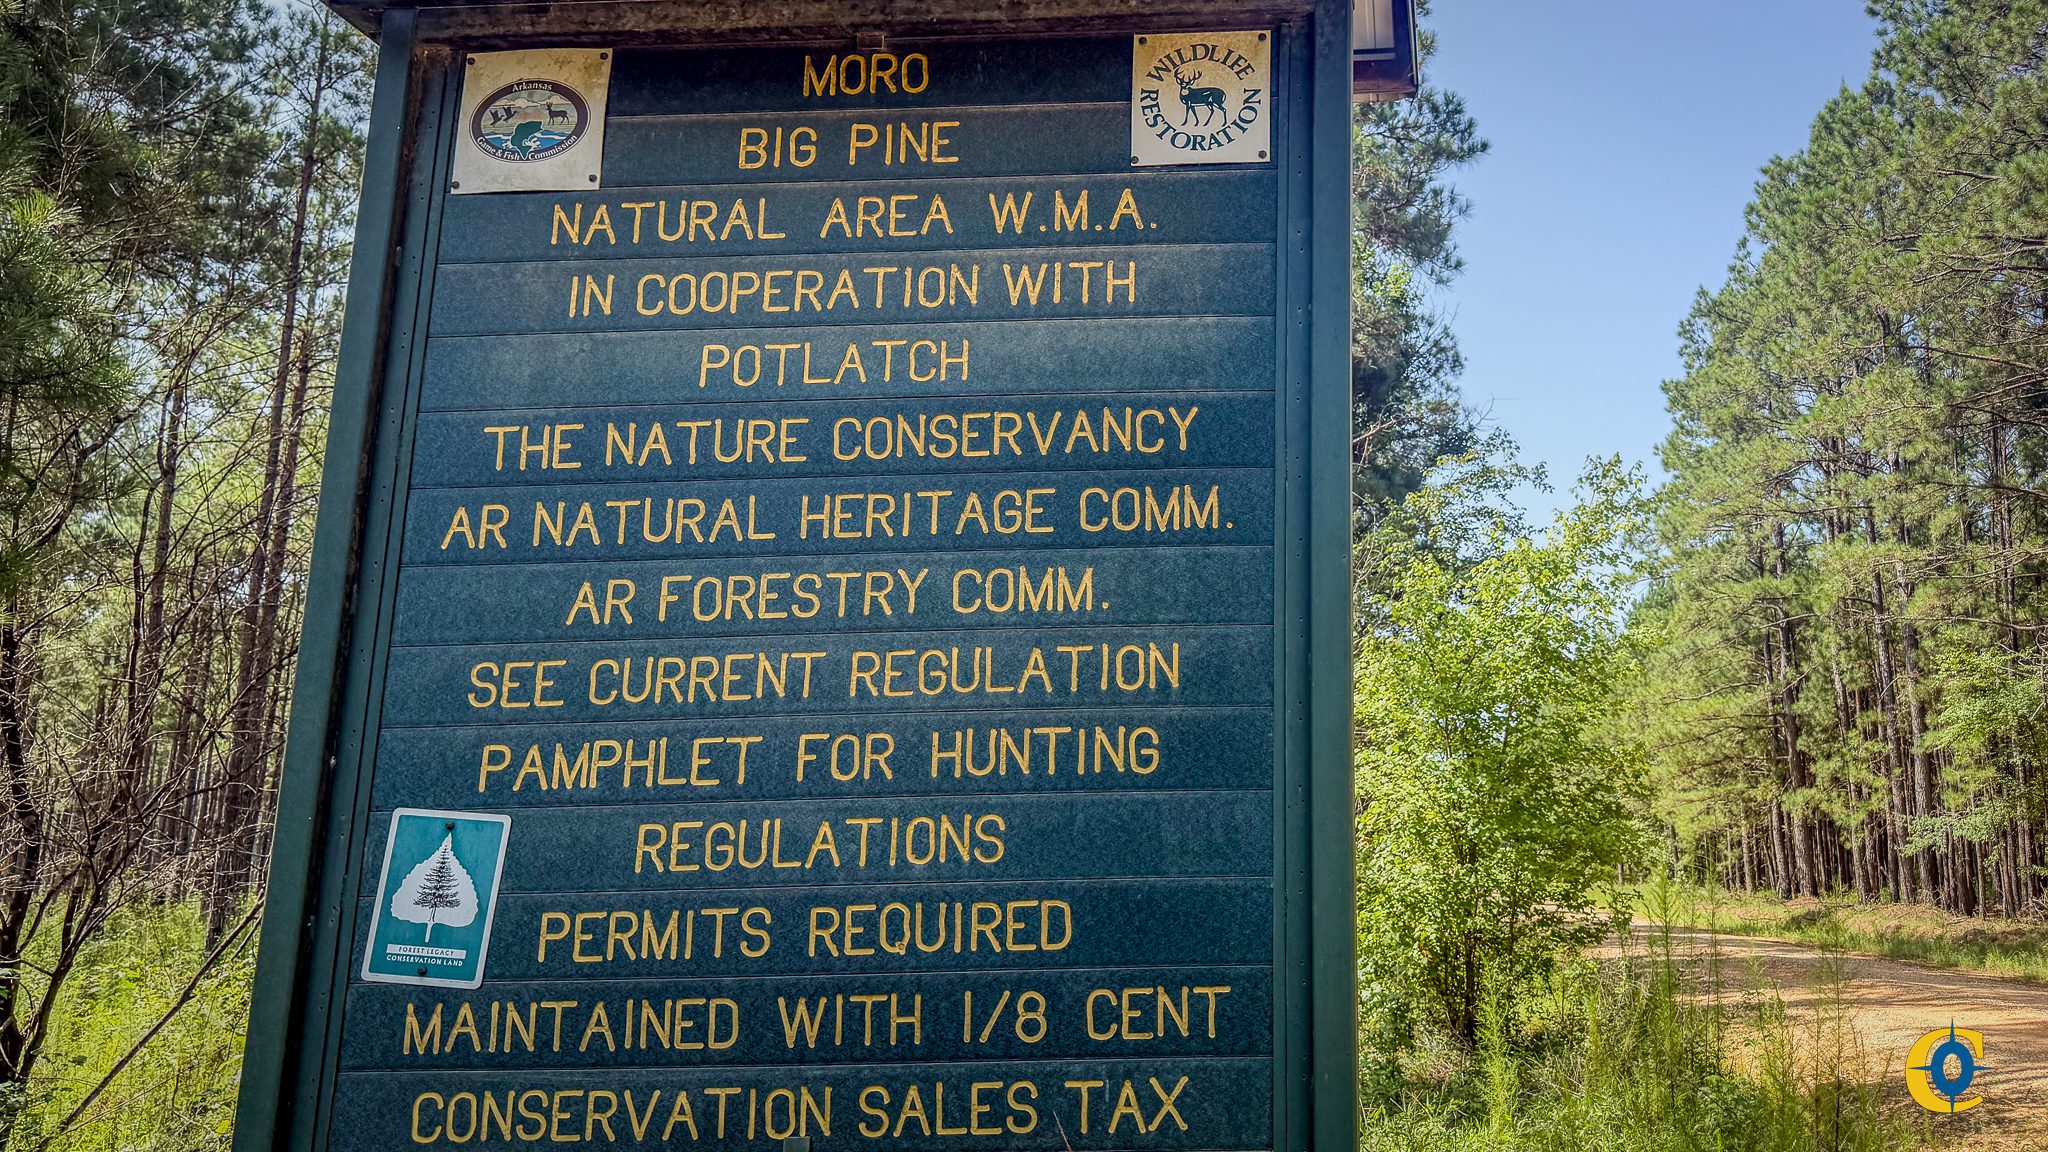 MORO
BIG PINE
NATURAL AREA W.M.A.
IN COOPERATION WITH
POTLATCH
THE NATURE CONSERVANCY
AR NATURAL HERITAGE COMM.
AR FORESTRY COMM.
SEE CURRENT REGULATION
PAMPHLET FOR HUNTING
REGULATIONS
PERMITS REQUIRED
MAINTAINED WITH 1/8 CENT
CONSERVATION SALES TAX
Arkansas
Game & Fish Commission
WILDLIFE
RESTORATION
FOREST LEGACY
CONSERVATION LAND
CO